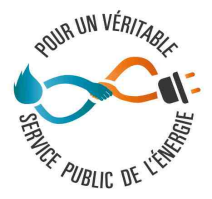 POUR UN VÉRITABLE
SERVICE PUBLIC DE L'ÉNERGIE